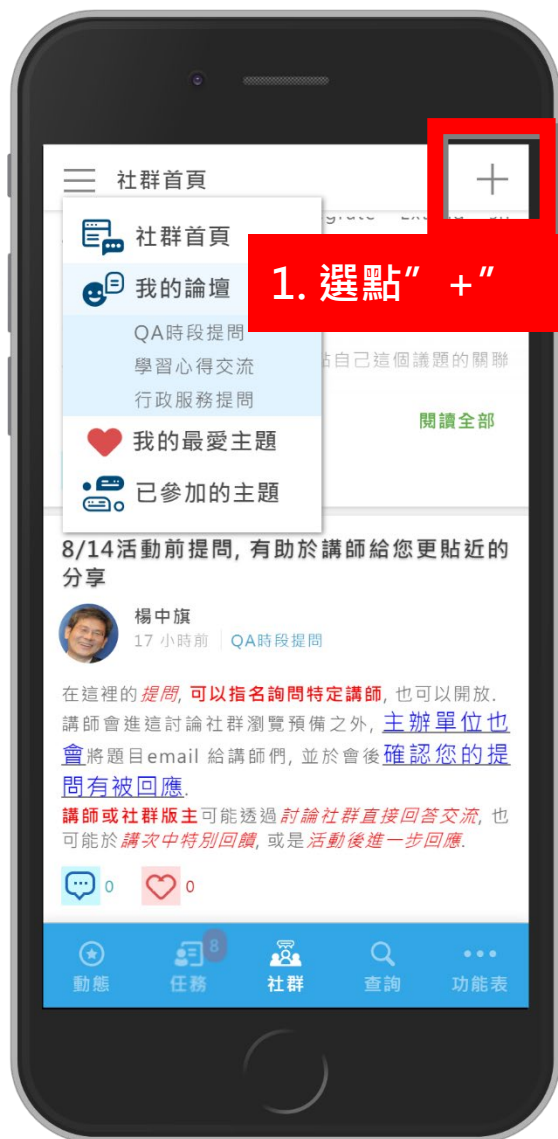 社群首頁
社群首頁
我的論壇
1. 選點” +”
QA時段提問
學習心得交流
自己這個議題的關聯
行政服務提問
閱讀全部
我的最愛主題
已參加的主題
8/14活動前提問, 有助於講師給您更貼近的
分享
楊中旗
17 小時前 QA時段提問
在這裡的提問, 可以指名詢問特定講師, 也可以開放.
講師會進這討論社群瀏覽預備之外, 主辦單位也
會將題目email 給講師們, 並於會後確認您的提
問有被回應.
講師或社群版主可能透過討論社群直接回答交流, 也
可能於講次中特別回饋, 或是活動後進一步回應.
0 0
8
動態 任務 社群 查詢 功能表